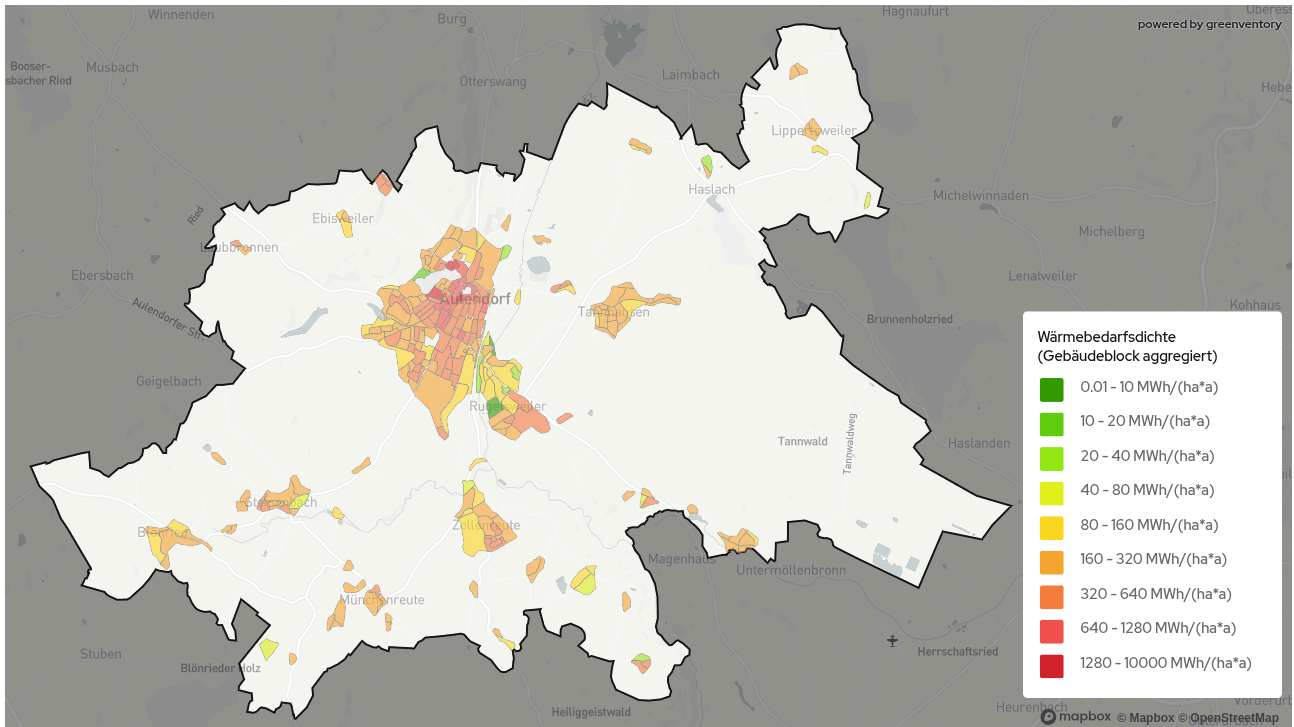 Winnenden
Burg
Hagnaufurt
powered by greenventory
Booser-
sbacher Ried
Musbach
Otterswang
Laimbach
Lippertsweiler
Haslach
Michelwinnaden
Ried
Ebisweiler
Michelberg
Ebersbach
Lenatweiler
Aulendorf
Tannhausen
Kohhaus
Aulendorfer Str.
Brunnenholzried
Geigelbach
Rugetsweiler
Tannwald
Tannwaldweg
Haslanden
Steinenbach
Blönried
Zollenreute
Magenhaus
Untermöllenbronn
Münchenreute
Stuben
Blönrieder Holz
Herrschaftsried
Heiliggeistwald
Heurenbach
Wärmebedarfsdichte
(Gebäudeblock aggregiert)
0.01 - 10 MWh/(ha*a)
10 - 20 MWh/(ha*a)
20 - 40 MWh/(ha*a)
40 - 80 MWh/(ha*a)
80 - 160 MWh/(ha*a)
160 - 320 MWh/(ha*a)
320 - 640 MWh/(ha*a)
640 - 1280 MWh/(ha*a)
1280 - 10000 MWh/(ha*a)
mapbox © Mapbox © OpenStreetMap